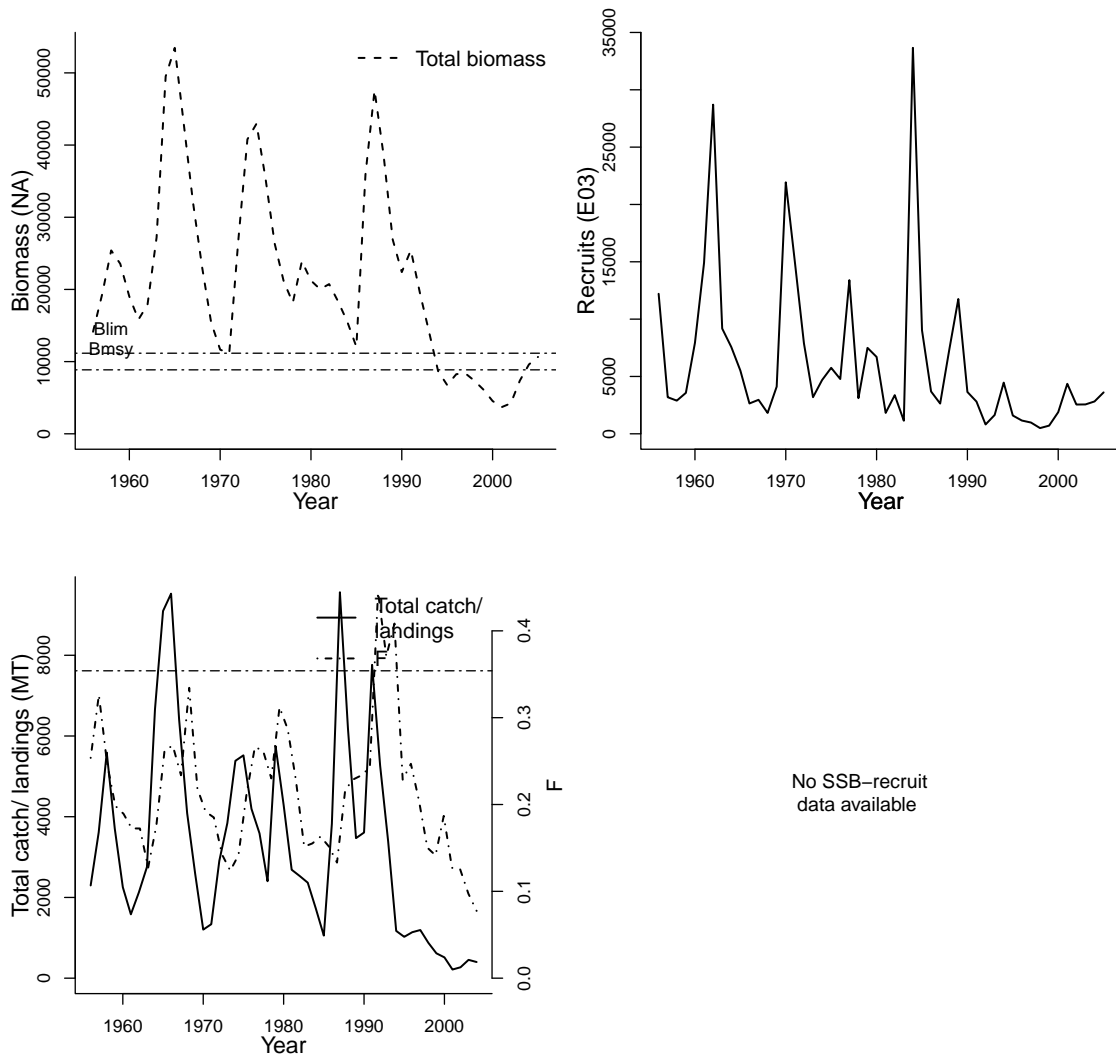 Total biomass
Biomass (NA)
0 10000 20000 30000 40000 50000
Blim
Bmsy
1960 1970 1980 1990 2000
Year
Recruits (E03)
0 5000 15000 25000 35000
1960 1970 1980 1990 2000
Year
Total catch/
landings
F
Total catch/ landings (MT)
0 2000 4000 6000 8000
0.0 0.1 0.2 0.3 0.4
F
1960 1970 1980 1990 2000
Year
No SSB−recruit
data available